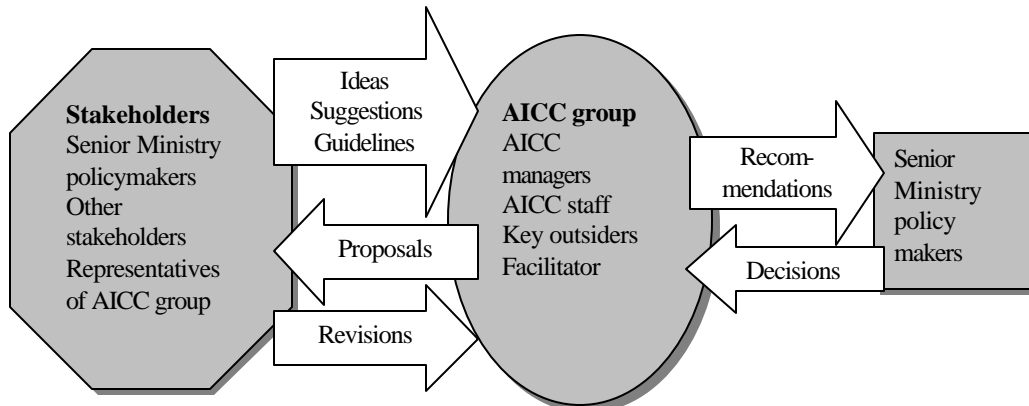 Stakeholders
Senior Ministry
policymakers
Other
stakeholders
Representatives
of AICC group
Ideas
Suggestions
Guidelines
Proposals
Revisions
AICC group
AICC
managers
AICC staff
Key outsiders
Facilitator
Recom-
mendations
Decisions
Senior
Ministry
policy
makers